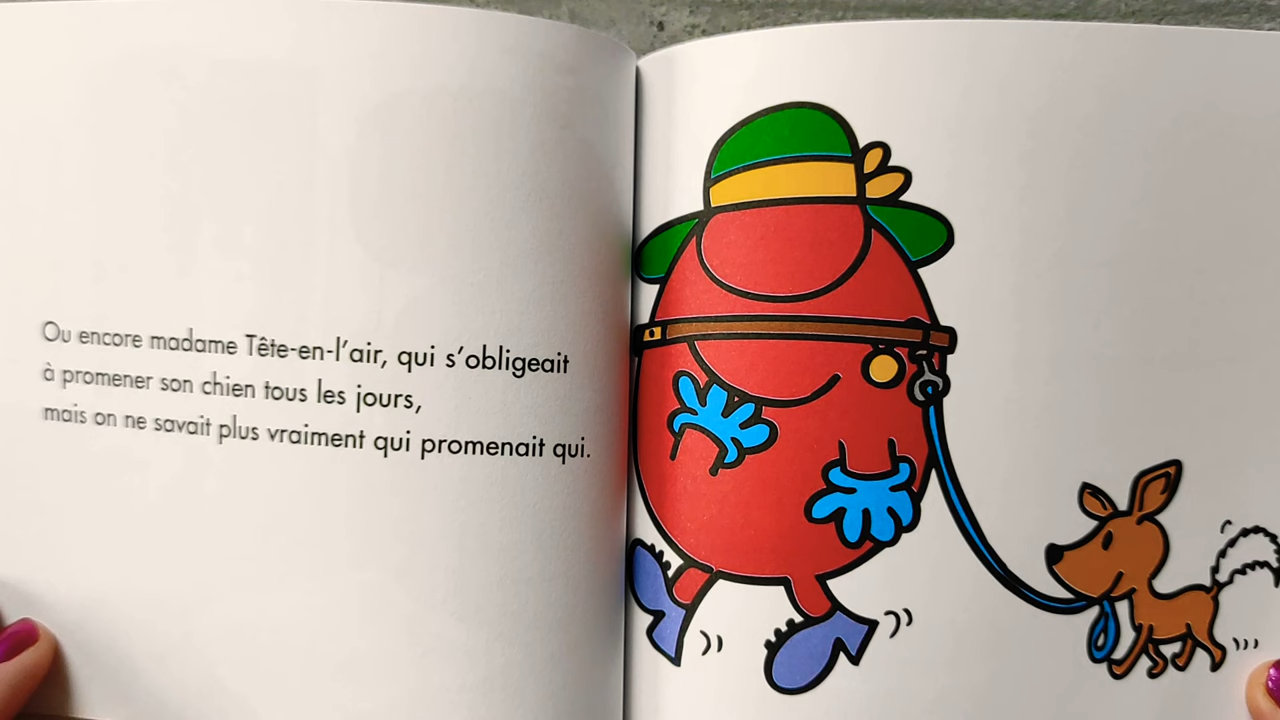 Ou encore madame Tête-en-l'air, qui s'obligeait
à promener son chien tous les jours,
mais on ne savait plus vraiment qui promenait qui.